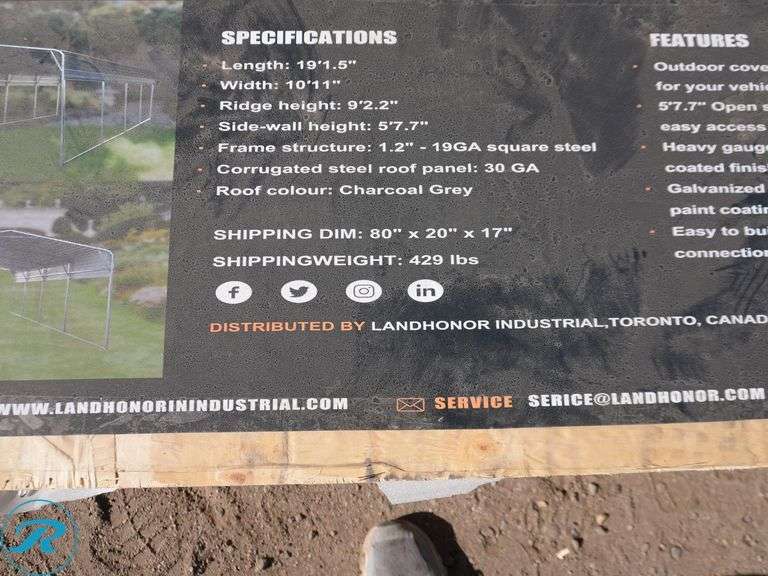 SPECIFICATIONS
Length: 19'1.5"
Width: 10'11"
Ridge height: 9'2.2"
Side-wall height: 5'7.7"
Frame structure: 1.2" - 19GA square steel
Corrugated steel roof panel: 30 GA
Roof colour: Charcoal Grey
SHIPPING DIM: 80" x 20" x 17"
SHIPPINGWEIGHT: 429 lbs
f in
DISTRIBUTED BY LANDHONOR INDUSTRIAL,TORONTO, CANAD
WWW.LANDHONORININDUSTRIAL.COM SERVICE SERICE@LANDHONOR.COM
FEATURES
Outdoor cove
for your vehic
5'7.7" Open s
easy access
Heavy gauge
coated finis
Galvanized
paint coatin
Easy to bui
connection
R